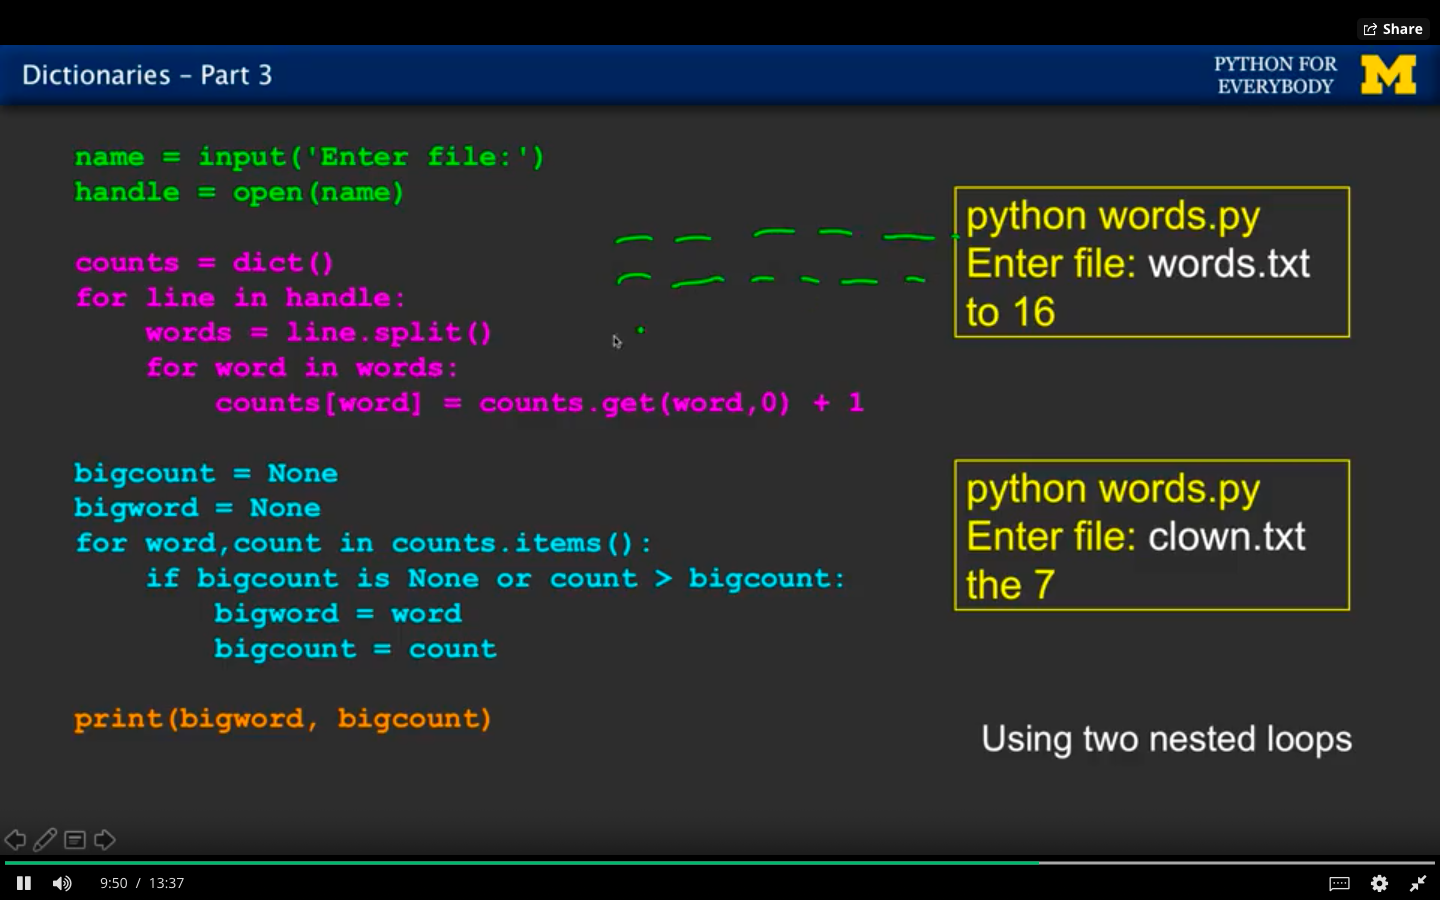 Share
Dictionaries – Part 3
PYTHON FOR
EVERYBODY
M
name = input('Enter file:')
handle = open(name)
counts = dict()
for line in handle:
    words = line.split()
    for word in words:
        counts[word] = counts.get(word,0) + 1
bigcount = None
bigword = None
for word,count in counts.items():
    if bigcount is None or count > bigcount:
        bigword = word
        bigcount = count
print(bigword, bigcount)
python words.py
Enter file: words.txt
to 16
python words.py
Enter file: clown.txt
the 7
Using two nested loops
9:50 / 13:37